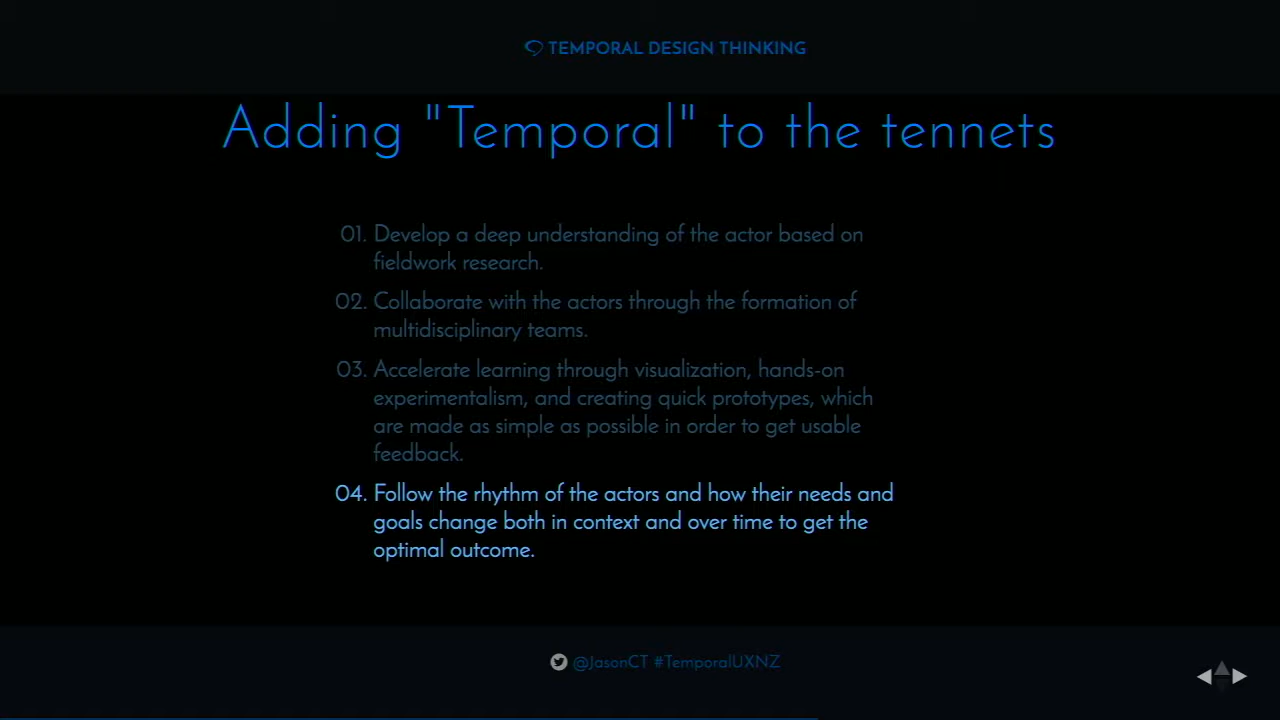 TEMPORAL DESIGN THINKING
Adding "Temporal" to the tennets
01. Develop a deep understanding of the actor based on
fieldwork research.
02. Collaborate with the actors through the formation of
multidisciplinary teams.
03. Accelerate learning through visualization, hands-on
experimentalism, and creating quick prototypes, which
are made as simple as possible in order to get usable
feedback.
04. Follow the rhythm of the actors and how their needs and
goals change both in context and over time to get the
optimal outcome.
@JasonCT #TemporalUXNZ